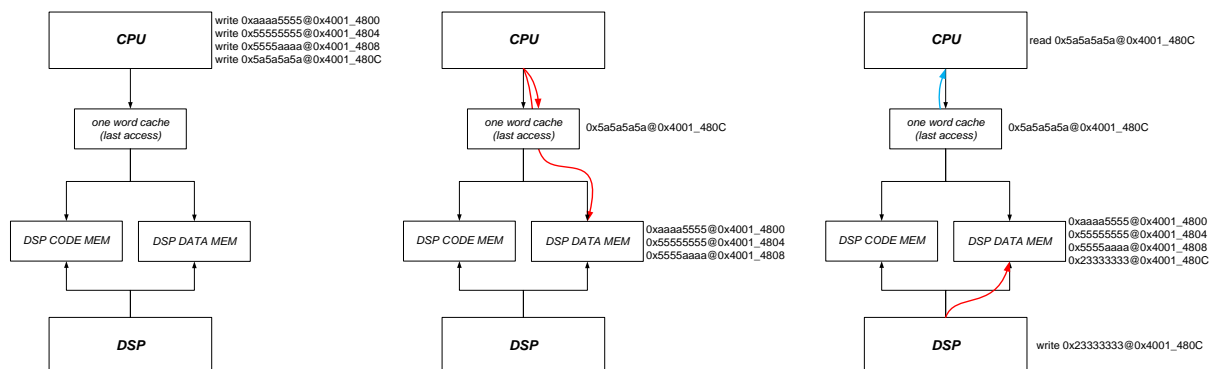 CPU
write 0xaaaa5555@0x4001_4800
write 0x55555555@0x4001_4804
write 0x5555aaaa@0x4001_4808
write 0x5a5a5a5a@0x4001_480C
one word cache
(last access)
DSP CODE MEM
DSP DATA MEM
DSP
CPU
one word cache
(last access)
0x5a5a5a5a@0x4001_480C
DSP CODE MEM
DSP DATA MEM
0xaaaa5555@0x4001_4800
0x55555555@0x4001_4804
0x5555aaaa@0x4001_4808
DSP
CPU
read 0x5a5a5a5a@0x4001_480C
one word cache
(last access)
0x5a5a5a5a@0x4001_480C
DSP CODE MEM
DSP DATA MEM
0xaaaa5555@0x4001_4800
0x55555555@0x4001_4804
0x5555aaaa@0x4001_4808
0x23333333@0x4001_480C
DSP
write 0x23333333@0x4001_480C